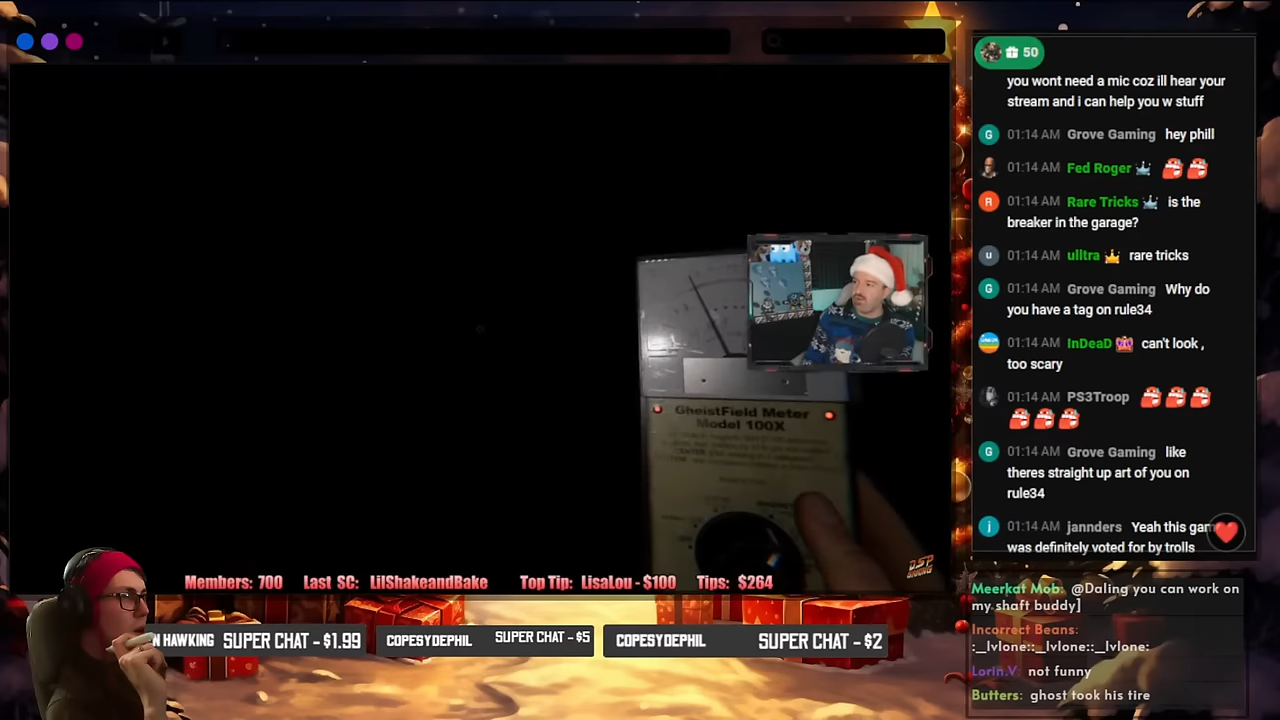 50
you wont need a mic coz ill hear your
stream and i can help you w stuff
G 01:14 AM Grove Gaming hey phill
01:14 AM Fed Roger
R 01:14 AM Rare Tricks is the
breaker in the garage?
u 01:14 AM ulltra rare tricks
G 01:14 AM Grove Gaming Why do
you have a tag on rule34
01:14 AM InDeaD can't look ,
too scary
01:14 AM PS3Troop
G 01:14 AM Grove Gaming like
theres straight up art of you on
rule34
j 01:14 AM jannders Yeah this gam
was definitely voted for by trolls
GheistField Meter
Model 100X
DSP
GAMING
Members: 700 Last SC: LilShakeandBake Top Tip: LisaLou - $100 Tips: $264
N HAWKING SUPER CHAT - $1.99 COPESYDEPHIL SUPER CHAT - $5 COPESYDEPHIL SUPER CHAT - $2
Meerkat Mob: @Daling you can work on
my shaft buddy]
Incorrect Beans:
:_lvlone::_lvlone::_lvlone:
Lorin.V: not funny
Butters: ghost took his tire